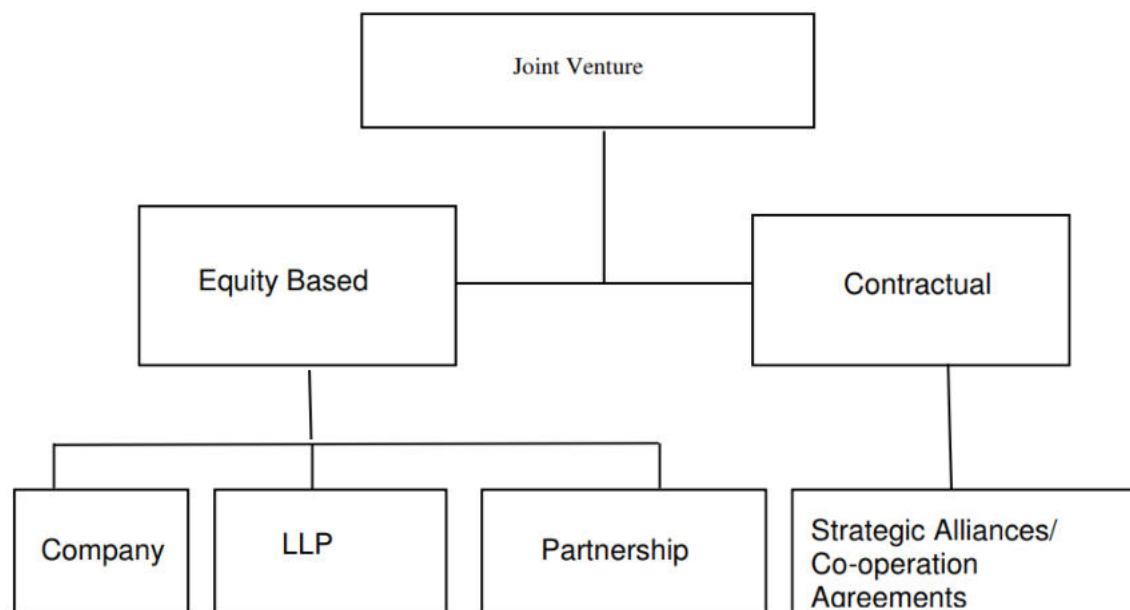 Joint Venture
Equity Based
Contractual
Company
LLP
Partnership
Strategic Alliances/
Co-operation
Agreements